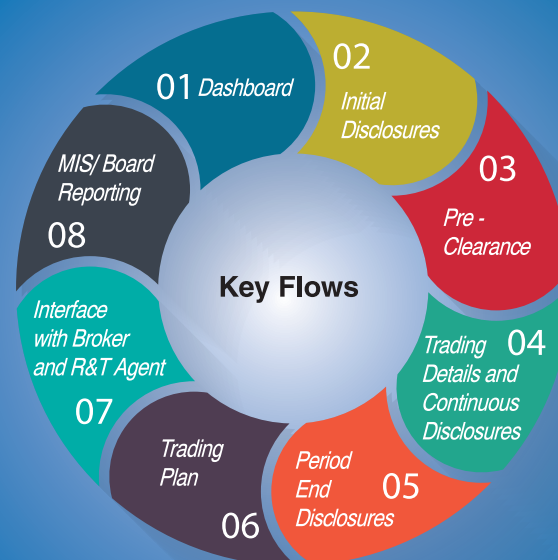 01 Dashboard
02
Initial
Disclosures
03
Pre -
Clearance
Trading 04
Details and
Continuous
Disclosures
Period
End 05
Disclosures
Trading
Plan
06
Interface
with Broker
and R&T Agent
07
MIS/ Board
Reporting
08
Key Flows